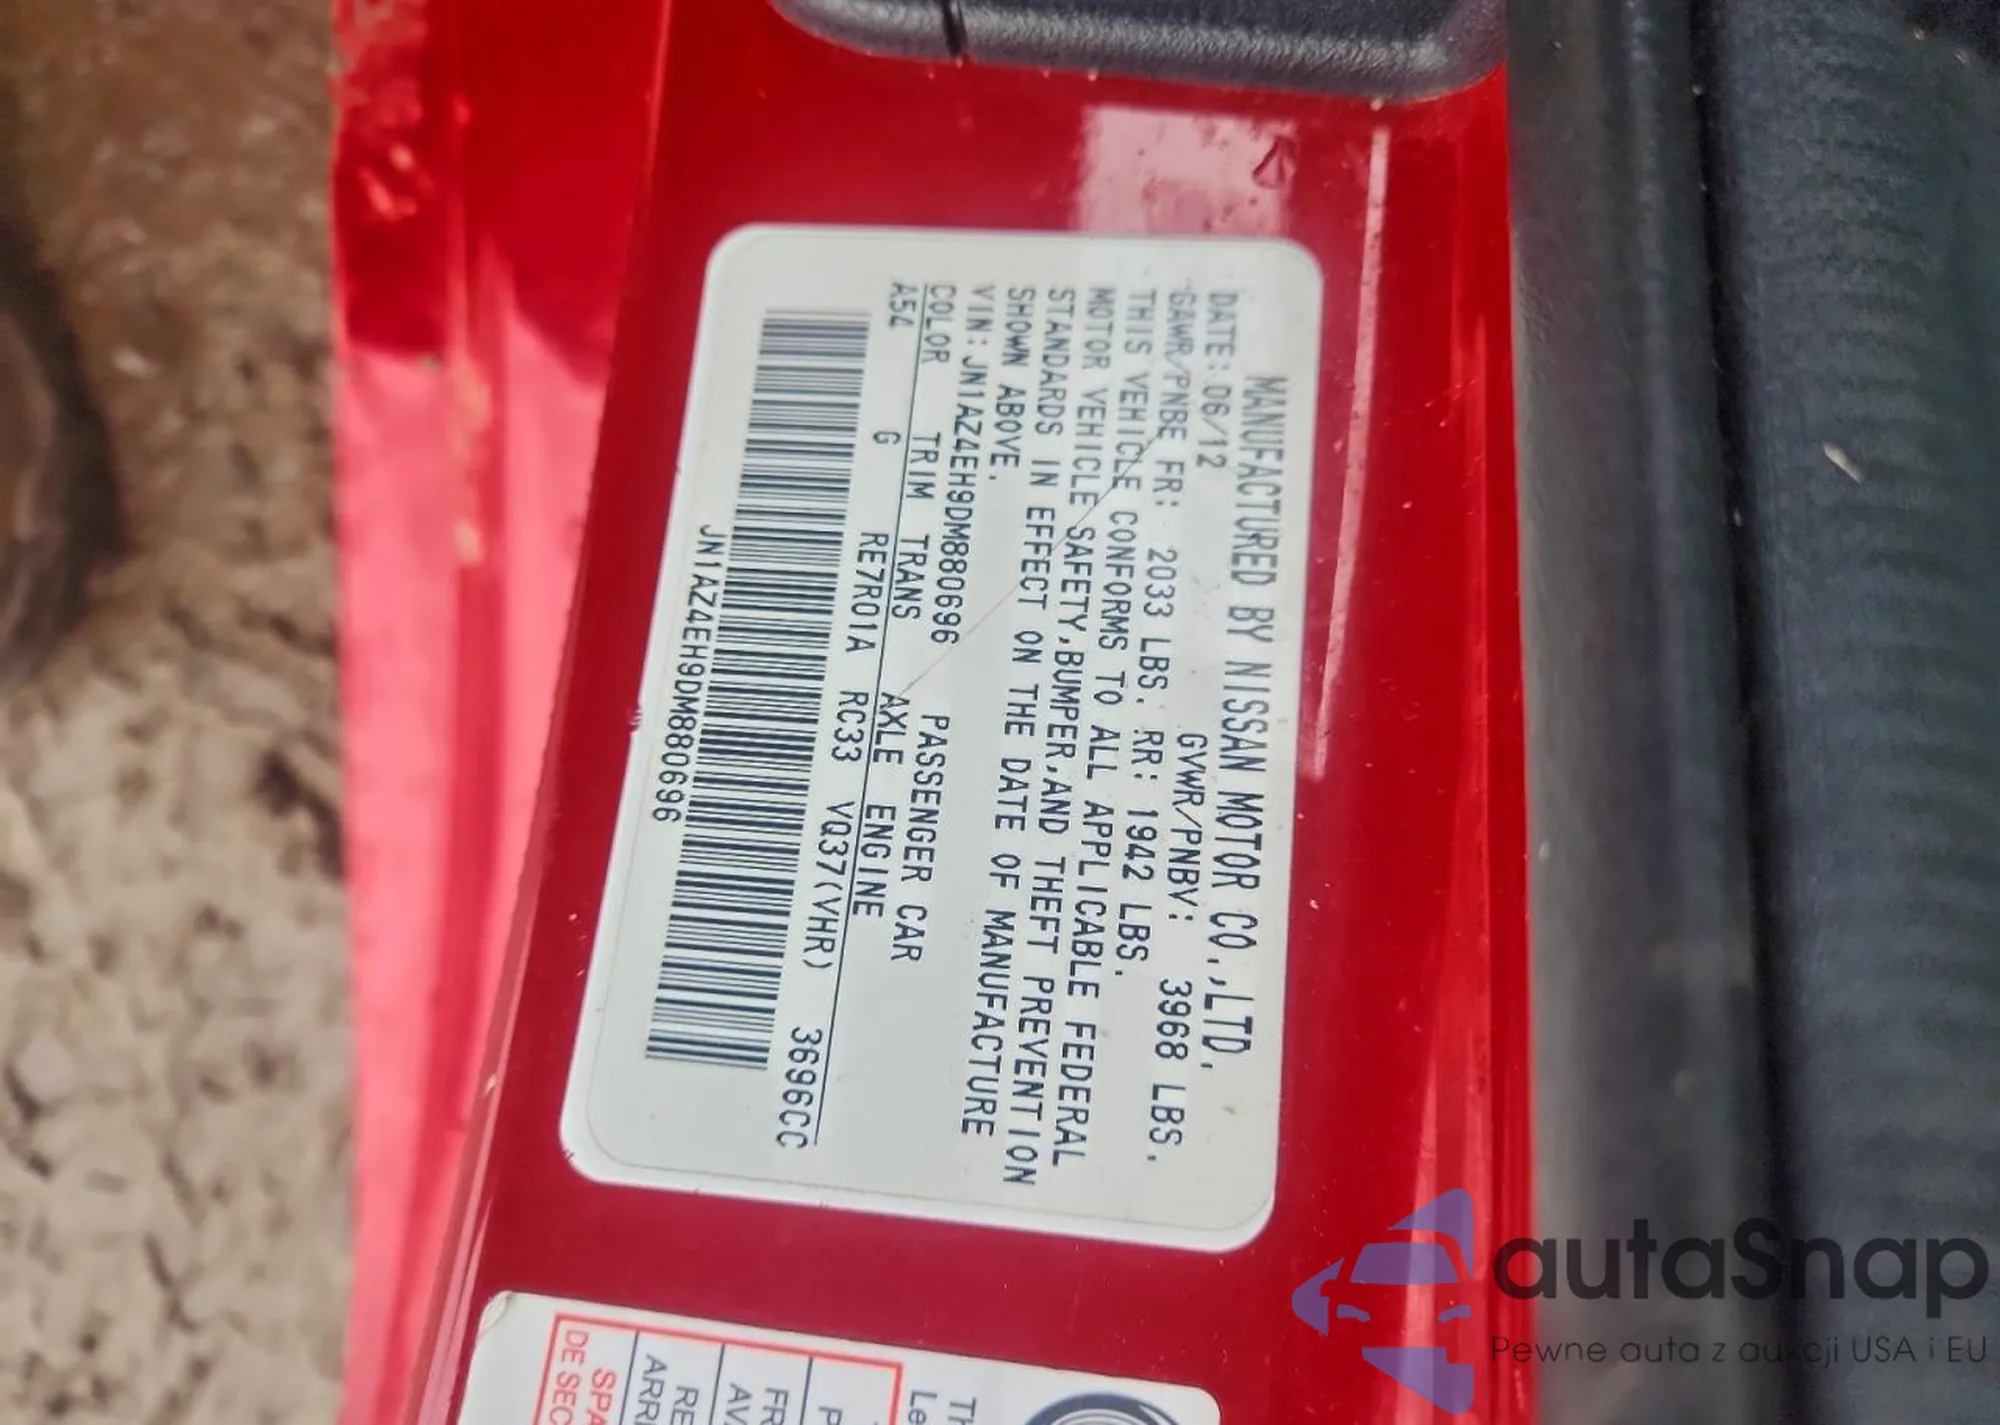 MANUFACTURED BY NISSAN MOTOR CO.,LTD.
DATE:06/12 GVWR/PNBV: 3968 LBS.
GAWR/PNBE FR: 2033 LBS. RR: 1942 LBS.
THIS VEHICLE CONFORMS TO ALL APPLICABLE FEDERAL
MOTOR VEHICLE SAFETY,BUMPER,AND THEFT PREVENTION
STANDARDS IN EFFECT ON THE DATE OF MANUFACTURE
SHOWN ABOVE.
VIN:JN1AZ4EH9DM880696 PASSENGER CAR
COLOR TRIM TRANS AXLE ENGINE
A54 G RE7R01A RC33 VQ37(VHR) 3696CC
JN1AZ4EH9DM880696
autaSnap
Pewne auta z aukcji USA i EU
DE SEC